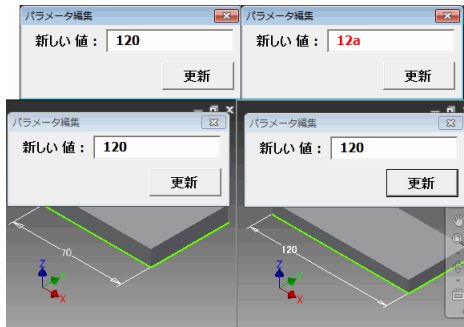 パラメータ編集
新しい 値： 120
更新
パラメータ編集
新しい 値： 12a
更新
パラメータ編集
新しい 値： 120
更新
70
Z
Y
X
パラメータ編集
新しい 値： 120
更新
120
Z
Y
X